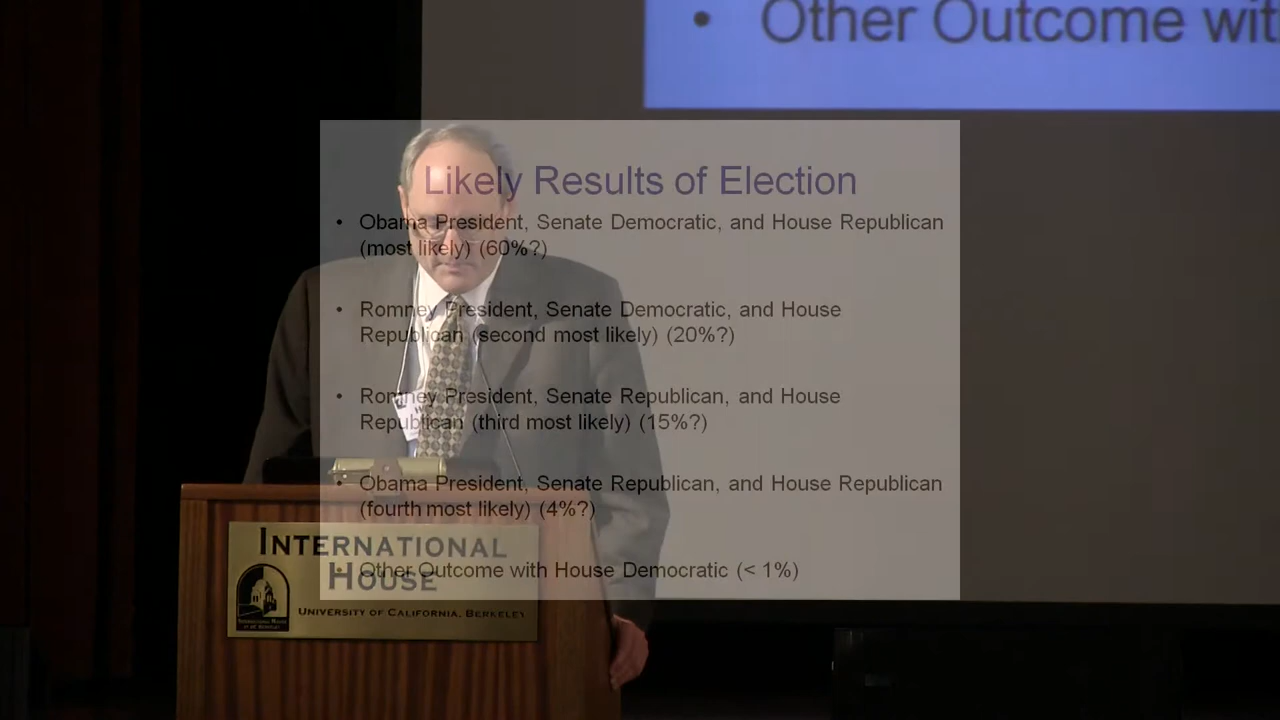 • Other Outcome wit
Likely Results of Election
• Obama President, Senate Democratic, and House Republican
(most likely) (60%?)
• Romney President, Senate Democratic, and House
Republican (second most likely) (20%?)
• Romney President, Senate Republican, and House
Republican (third most likely) (15%?)
• Obama President, Senate Republican, and House Republican
(fourth most likely) (4%?)
• Other Outcome with House Democratic (< 1%)
INTERNATIONAL
HOUSE
UNIVERSITY OF CALIFORNIA, BERKELEY